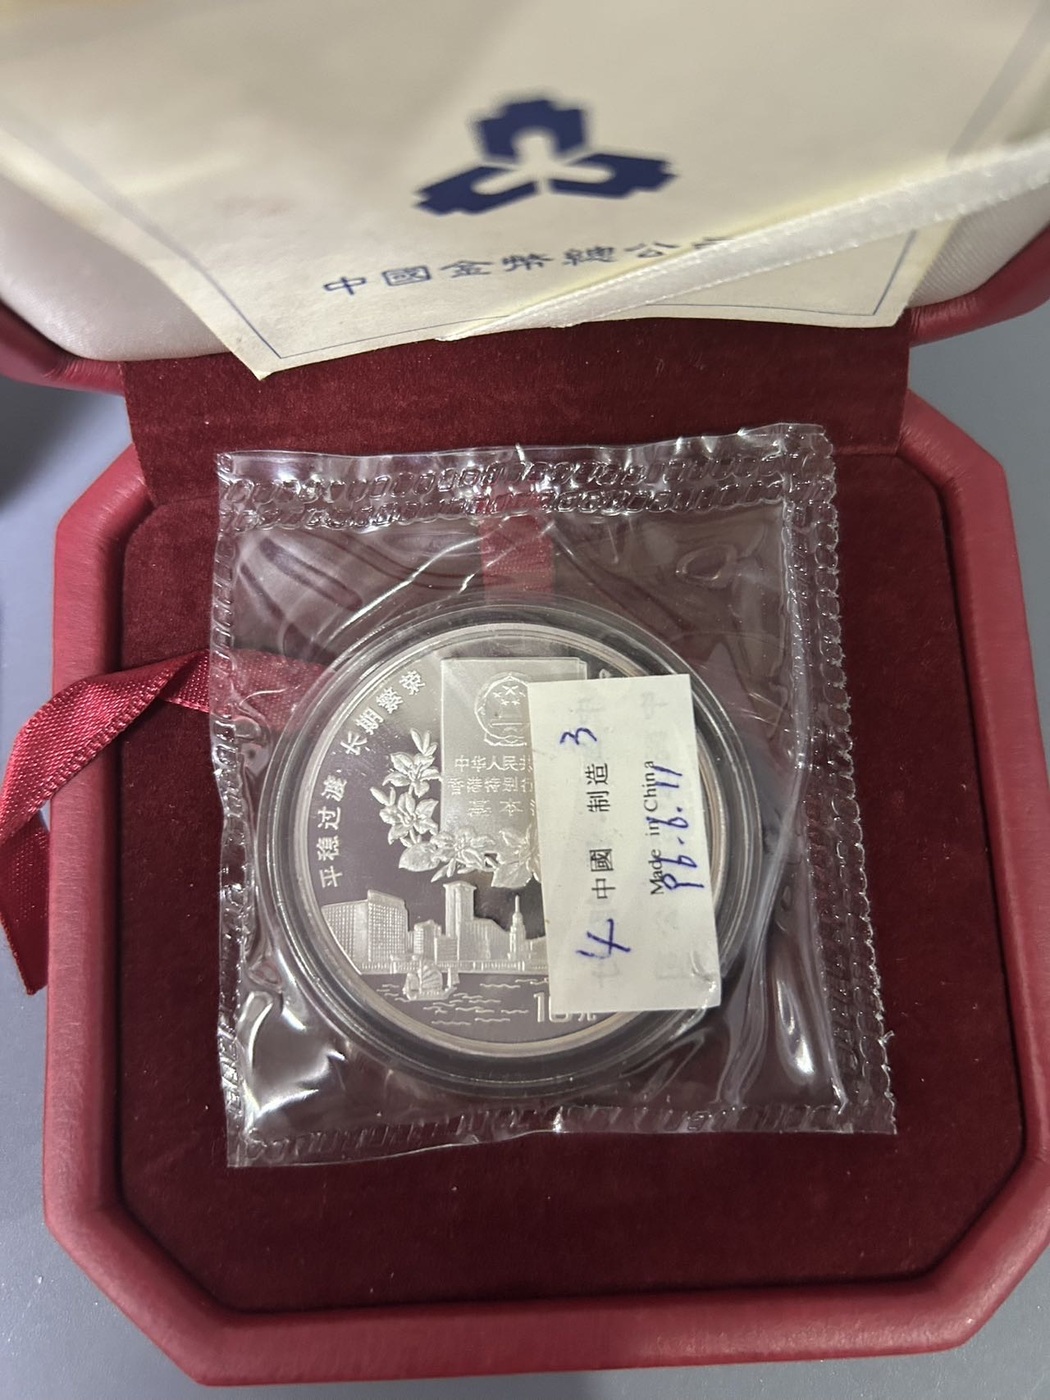 中國金幣總公
平稳过渡·长期繁荣
中华人民共
香港特别行
基本
10元
4 中國 制造 3
Made in China
96.6.11